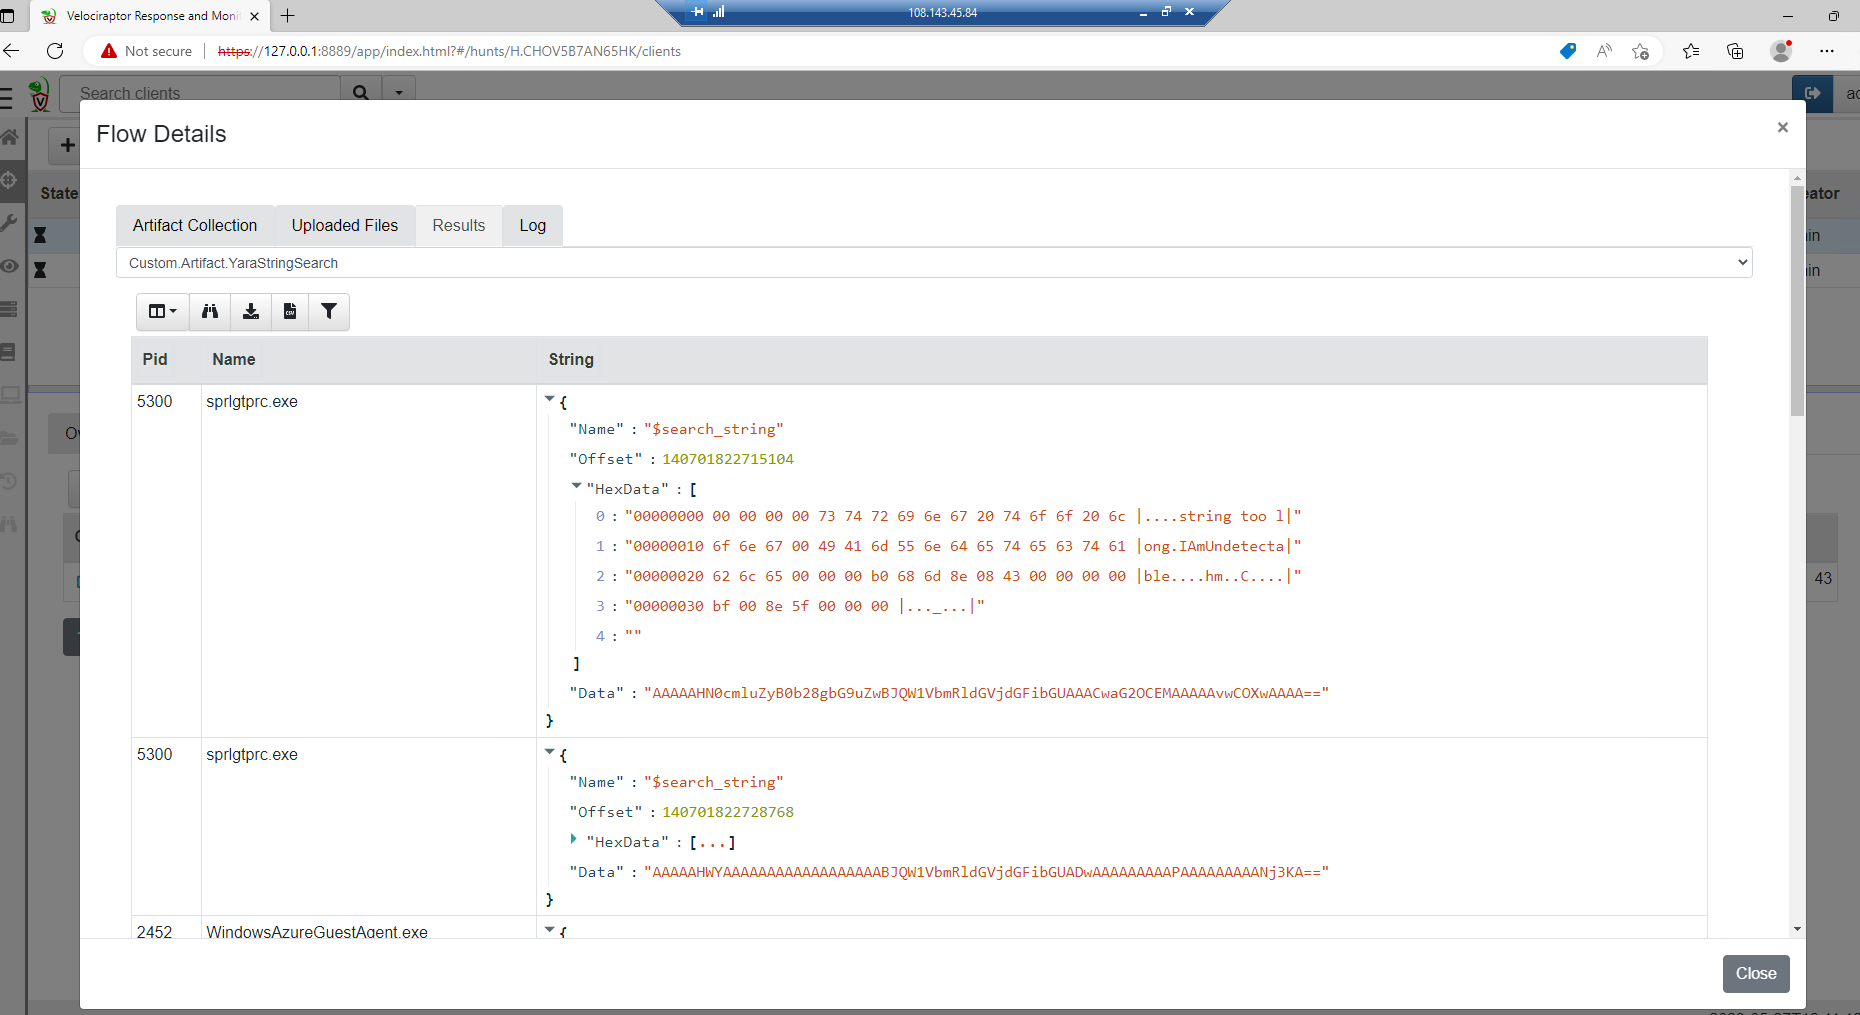 Velociraptor Response and Moni
108.143.45.84
Not secure
https://127.0.0.1:8889/app/index.html?#/hunts/H.CHOV5B7AN65HK/clients
Search clients
Flow Details
State
Artifact Collection
Uploaded Files
Results
Log
Custom.Artifact.YaraStringSearch
CSV
Pid
Name
String
5300
sprlgtprc.exe
{
"Name" : "$search_string"
"Offset" : 140701822715104
"HexData" : [
0 : "00000000 00 00 00 00 73 74 72 69 6e 67 20 74 6f 6f 20 6c |....string too l|"
1 : "00000010 6f 6e 67 00 49 41 6d 55 6e 64 65 74 65 63 74 61 |ong.IAmUndetecta|"
2 : "00000020 62 6c 65 00 00 00 b0 68 6d 8e 08 43 00 00 00 00 |ble....hm..C....|"
3 : "00000030 bf 00 8e 5f 00 00 00 |..._...|"
4 : ""
]
"Data" : "AAAAAHN0cmluZyB0b28gbG9uZwBJQW1VbmRldGVjdGFibGUAAACwaG2OCEMAAAAAvwCOXwAAAA=="
}
5300
sprlgtprc.exe
{
"Name" : "$search_string"
"Offset" : 140701822728768
"HexData" : [...]
"Data" : "AAAAAHWYAAAAAAAAAAAAAAAAAABJQW1VbmRldGVjdGFibGUADwAAAAAAAAAPAAAAAAAAAANj3KA=="
}
2452
WindowsAzureGuestAgent.exe
{
43
Close